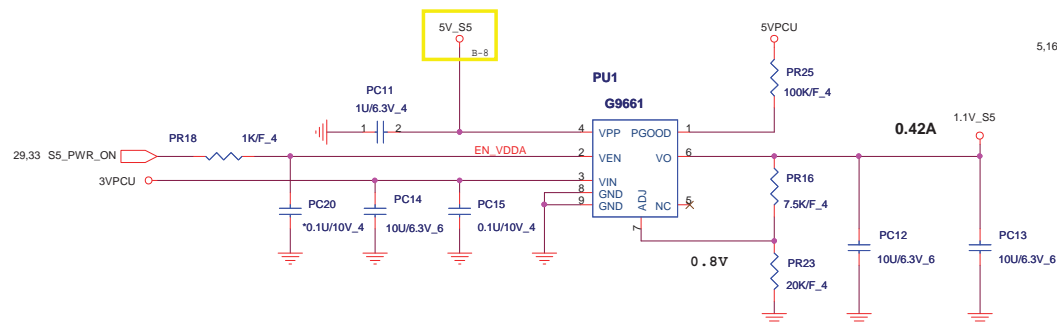 5V_S5
B-8
5VPCU
5,16
PU1
G9661
PR25
100K/F_4
PC11
1U/6.3V_4
1 2
4 VPP PGOOD 1
0.42A
1.1V_S5
PR18
1K/F_4
29,33 S5_PWR_ON
EN_VDDA
2 VEN VO 6
3VPCU
3 VIN
8 GND
9 GND
ADJ
NC 5
7
PR16
7.5K/F_4
PC20
*0.1U/10V_4
PC14
10U/6.3V_6
PC15
0.1U/10V_4
0.8V
PR23
20K/F_4
PC12
10U/6.3V_6
PC13
10U/6.3V_6